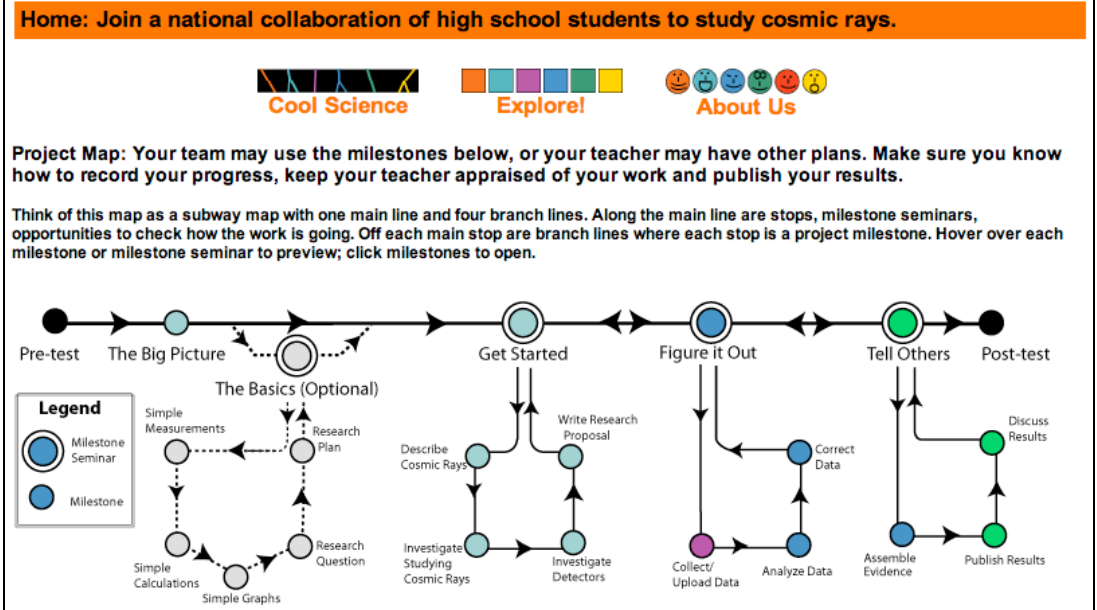 Home: Join a national collaboration of high school students to study cosmic rays.
Cool Science
Explore!
About Us
Project Map: Your team may use the milestones below, or your teacher may have other plans. Make sure you know
how to record your progress, keep your teacher appraised of your work and publish your results.
Think of this map as a subway map with one main line and four branch lines. Along the main line are stops, milestone seminars,
opportunities to check how the work is going. Off each main stop are branch lines where each stop is a project milestone. Hover over each
milestone or milestone seminar to preview; click milestones to open.
Pre-test
The Big Picture
The Basics (Optional)
Get Started
Figure it Out
Tell Others
Post-test
Legend
Milestone
Seminar
Milestone
Simple
Measurements
Research
Plan
Simple
Calculations
Simple Graphs
Research
Question
Describe
Cosmic Rays
Write Research
Proposal
Investigate
Studying
Cosmic Rays
Investigate
Detectors
Correct
Data
Collect/
Upload Data
Analyze Data
Discuss
Results
Assemble
Evidence
Publish Results